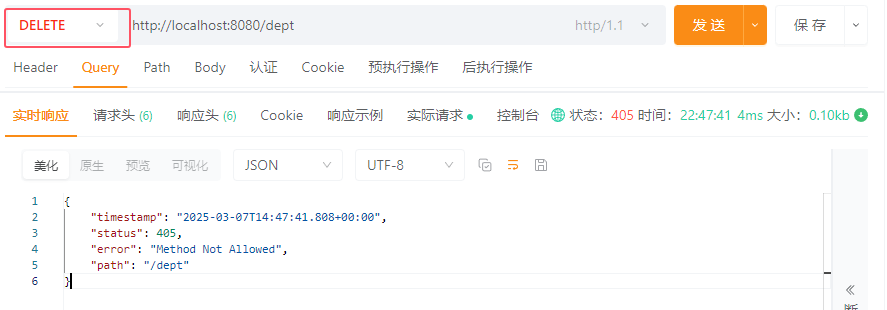 DELETE http://localhost:8080/dept http/1.1 发 送 保 存
Header Query Path Body 认证 Cookie 预执行操作 后执行操作
实时响应 请求头 (6) 响应头 (6) Cookie 响应示例 实际请求 控制台 状态: 405 时间: 22:47:41 4ms 大小: 0.10kb
美化 原生 预览 可视化 JSON UTF-8
1 {
2 "timestamp": "2025-03-07T14:47:41.808+00:00",
3 "status": 405,
4 "error": "Method Not Allowed",
5 "path": "/dept"
6 }